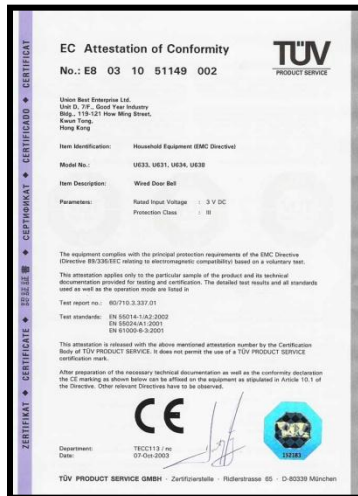 EC Attestation of Conformity
No.: E8 03 10 51149 002
TÜV
PRODUCT SERVICE
Union Best Enterprise Ltd.
Unit D, 7/F., Good Year Industry
Bldg., 119-121 How Ming Street,
Kwun Tong,
Hong Kong
Item Identification: Household Equipment (EMC Directive)
Model No.: U633, U631, U634, U638
Item Description: Wired Door Bell
Parameters: Rated Input Voltage : 3 V DC
Protection Class : III
The equipment complies with the principal protection requirements of the EMC Directive
(Directive 89/336/EEC relating to electromagnetic compatibility) based on a voluntary test.
This attestation applies only to the particular sample of the product and its technical
documentation provided for testing and certification. The detailed test results and all standards
used as well as the operation mode are listed in
Test report no.: 60/710.3.337.01
Test standards: EN 55014-1/A2:2002
EN 55024/A1:2001
EN 61000-6-3:2001
This attestation is released with the above mentioned attestation number by the Certification
Body of TÜV PRODUCT SERVICE. It does not permit the use of a TÜV PRODUCT SERVICE
certification mark.
After preparation of the necessary technical documentation as well as the conformity declaration
the CE marking as shown below can be affixed on the equipment as stipulated in Article 10.1 of
the Directive. Other relevant Directives have to be observed.
CE
Department: TECC113 / nc
Date: 07-Oct-2003
TÜV PRODUCT SERVICE GMBH · Zertifizierstelle · Ridlerstrasse 65 · D-80339 München
ZERTIFIKAT ◆ CERTIFICATE ◆ 認証証書 ◆ СЕРТИФИКАТ ◆ CERTIFICADO ◆ CERTIFICAT